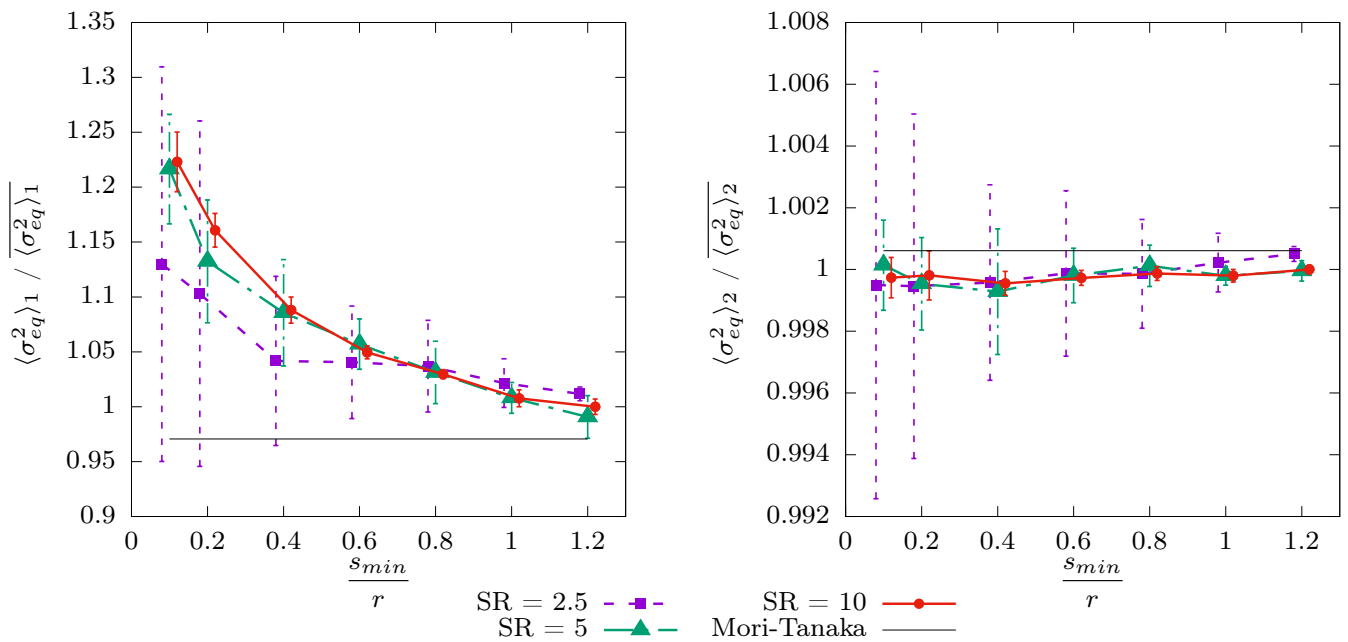 ⟨σ²eq⟩₁ / ⟨σ²eq⟩₁
1.35
1.3
1.25
1.2
1.15
1.1
1.05
1
0.95
0.9
0 0.2 0.4 0.6 0.8 1 1.2
smin
r
⟨σ²eq⟩₂ / ⟨σ²eq⟩₂
1.008
1.006
1.004
1.002
1
0.998
0.996
0.994
0.992
0 0.2 0.4 0.6 0.8 1 1.2
smin
r
SR = 2.5 SR = 10
SR = 5 Mori-Tanaka